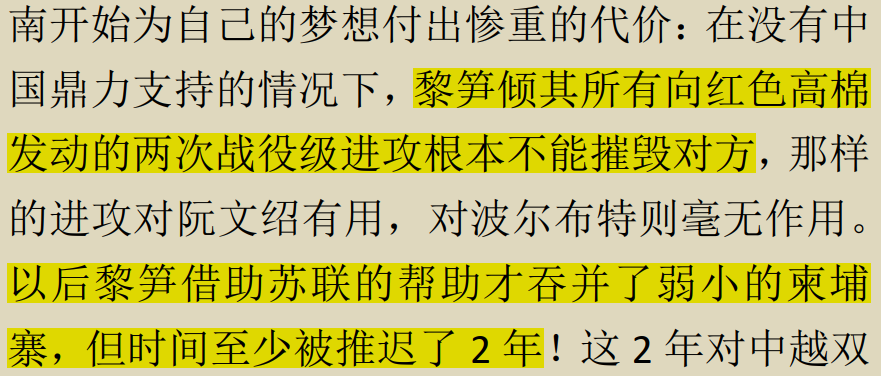 南开始为自己的梦想付出惨重的代价：在没有中
国鼎力支持的情况下，黎笋倾其所有向红色高棉
发动的两次战役级进攻根本不能摧毁对方，那样
的进攻对阮文绍有用，对波尔布特则毫无作用。
以后黎笋借助苏联的帮助才吞并了弱小的柬埔
寨，但时间至少被推迟了 2 年！这 2 年对中越双